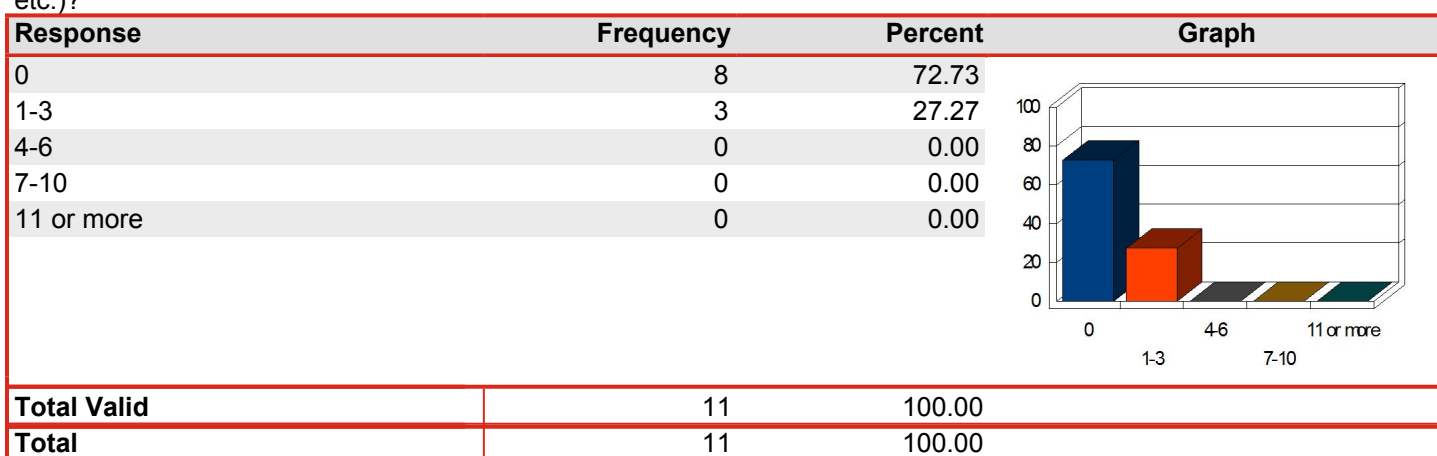 etc.)?
Response Frequency Percent Graph
0 8 72.73
1-3 3 27.27
4-6 0 0.00
7-10 0 0.00
11 or more 0 0.00
100
80
60
40
20
0
0 4-6 11 or more
1-3 7-10
Total Valid 11 100.00
Total 11 100.00